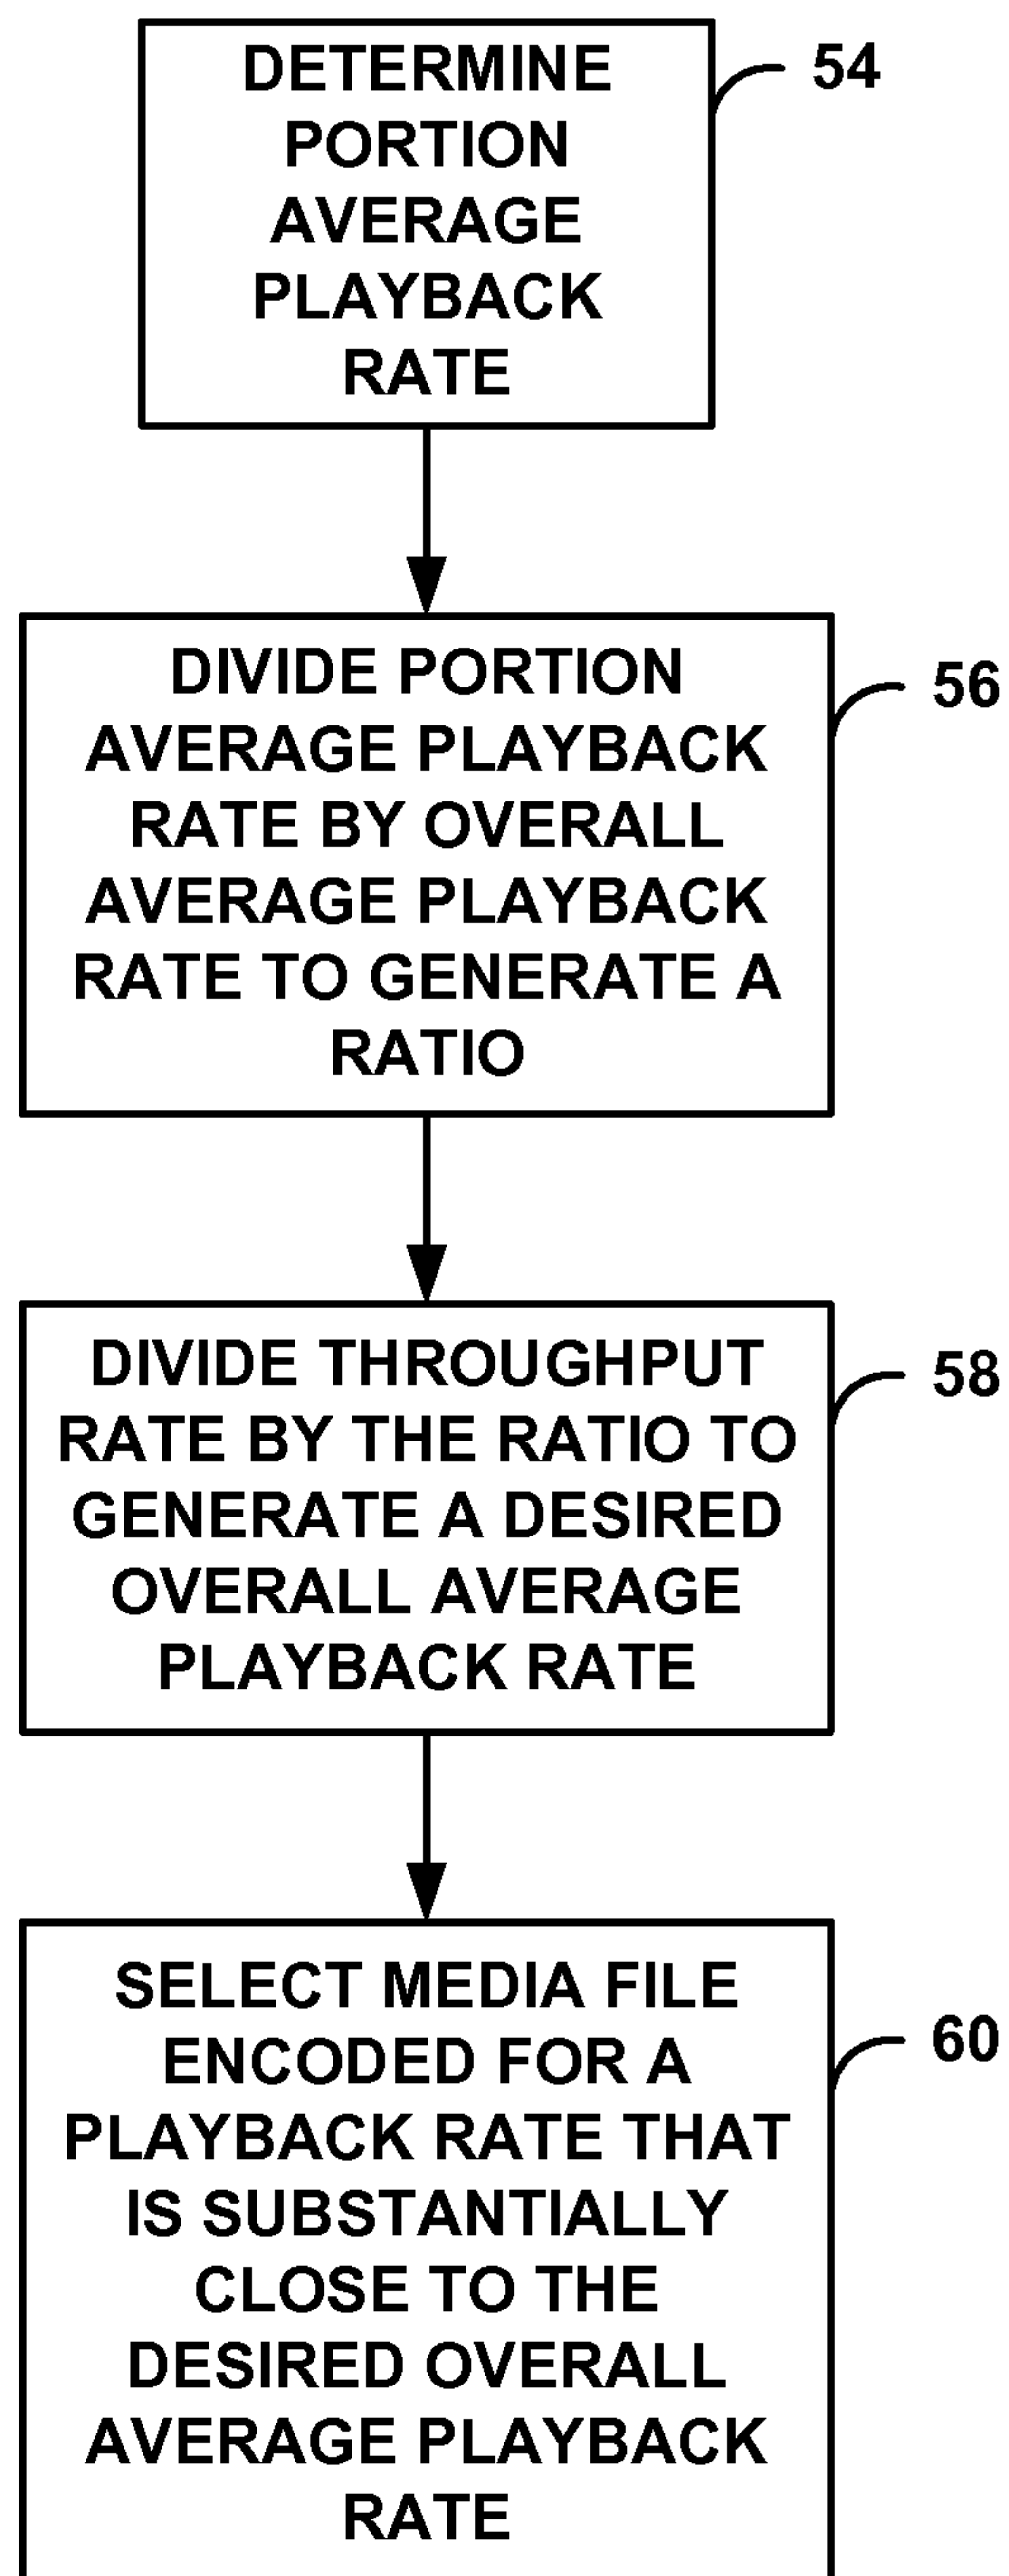 DETERMINE
PORTION
AVERAGE
PLAYBACK
RATE
54
DIVIDE PORTION
AVERAGE PLAYBACK
RATE BY OVERALL
AVERAGE PLAYBACK
RATE TO GENERATE A
RATIO
56
DIVIDE THROUGHPUT
RATE BY THE RATIO TO
GENERATE A DESIRED
OVERALL AVERAGE
PLAYBACK RATE
58
SELECT MEDIA FILE
ENCODED FOR A
PLAYBACK RATE THAT
IS SUBSTANTIALLY
CLOSE TO THE
DESIRED OVERALL
AVERAGE PLAYBACK
RATE
60